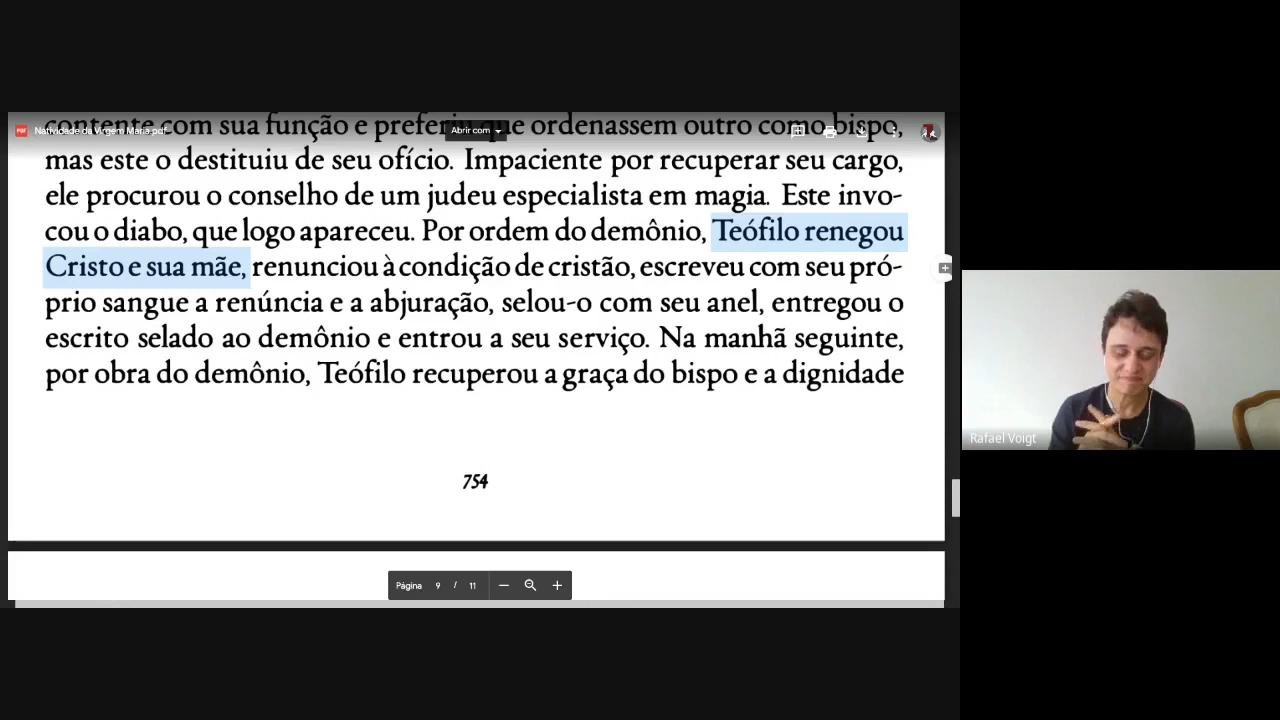 Natividade da Virgem Maria.pdf
Abrir com
contente com sua função e preferiu que ordenassem outro como bispo,
mas este o destituiu de seu ofício. Impaciente por recuperar seu cargo,
ele procurou o conselho de um judeu especialista em magia. Este invo-
cou o diabo, que logo apareceu. Por ordem do demônio, Teófilo renegou
Cristo e sua mãe, renunciou à condição de cristão, escreveu com seu pró-
prio sangue a renúncia e a abjuração, selou-o com seu anel, entregou o
escrito selado ao demônio e entrou a seu serviço. Na manhã seguinte,
por obra do demônio, Teófilo recuperou a graça do bispo e a dignidade
754
Página 9 / 11
Rafael Voigt